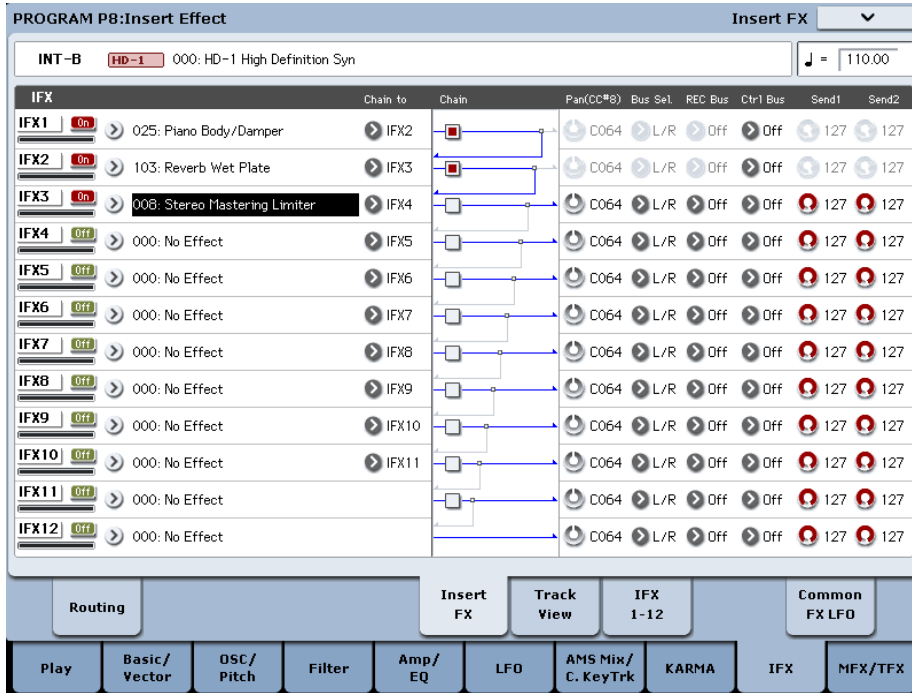 PROGRAM P8:Insert Effect Insert FX
INT-B HD-1 000: HD-1 High Definition Syn ♩ = 110.00
IFX Chain to Chain Pan(CC#8) Bus Sel. REC Bus Ctrl Bus Send1 Send2
IFX1 On 025: Piano Body/Damper IFX2 C064 L/R Off Off 127 127
IFX2 On 103: Reverb Wet Plate IFX3 C064 L/R Off Off 127 127
IFX3 On 008: Stereo Mastering Limiter IFX4 C064 L/R Off Off 127 127
IFX4 Off 000: No Effect IFX5 C064 L/R Off Off 127 127
IFX5 Off 000: No Effect IFX6 C064 L/R Off Off 127 127
IFX6 Off 000: No Effect IFX7 C064 L/R Off Off 127 127
IFX7 Off 000: No Effect IFX8 C064 L/R Off Off 127 127
IFX8 Off 000: No Effect IFX9 C064 L/R Off Off 127 127
IFX9 Off 000: No Effect IFX10 C064 L/R Off Off 127 127
IFX10 Off 000: No Effect IFX11 C064 L/R Off Off 127 127
IFX11 Off 000: No Effect C064 L/R Off Off 127 127
IFX12 Off 000: No Effect C064 L/R Off Off 127 127
Routing Insert FX Track View IFX 1-12 Common FX LFO
Play Basic/Vector OSC/Pitch Filter Amp/EQ LFO AMS Mix/C. KeyTrk KARMA IFX MFX/TFX